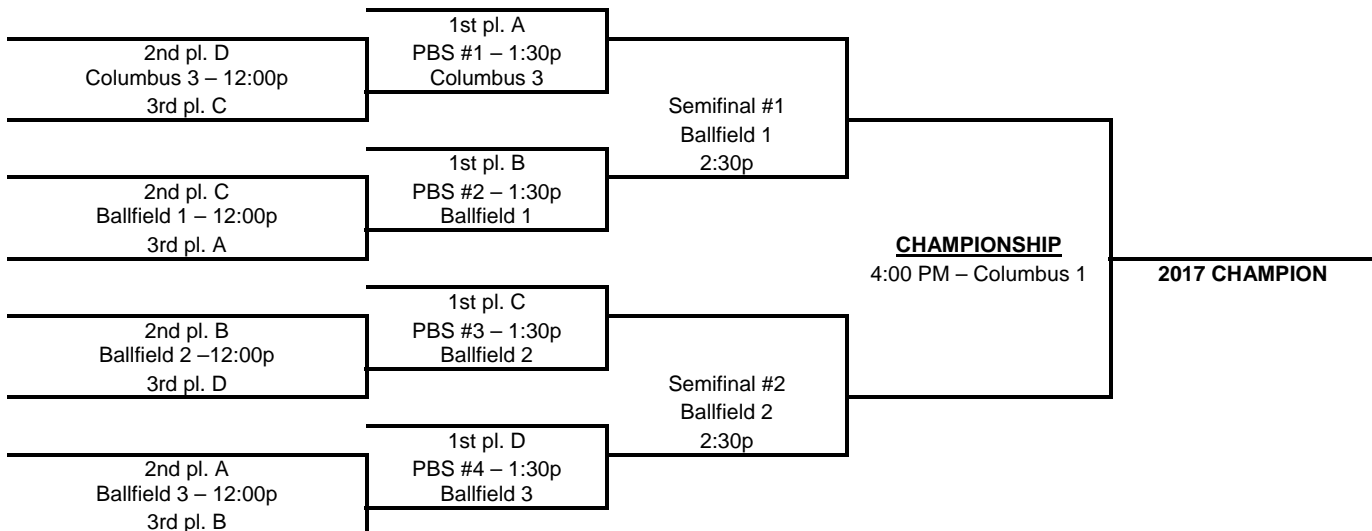 1st pl. A
2nd pl. D
PBS #1 – 1:30p
Columbus 3 – 12:00p
Columbus 3
3rd pl. C
Semifinal #1
Ballfield 1
2:30p
1st pl. B
2nd pl. C
PBS #2 – 1:30p
Ballfield 1 – 12:00p
Ballfield 1
3rd pl. A
CHAMPIONSHIP
4:00 PM – Columbus 1
2017 CHAMPION
1st pl. C
2nd pl. B
PBS #3 – 1:30p
Ballfield 2 –12:00p
Ballfield 2
3rd pl. D
Semifinal #2
Ballfield 2
2:30p
1st pl. D
2nd pl. A
PBS #4 – 1:30p
Ballfield 3 – 12:00p
Ballfield 3
3rd pl. B